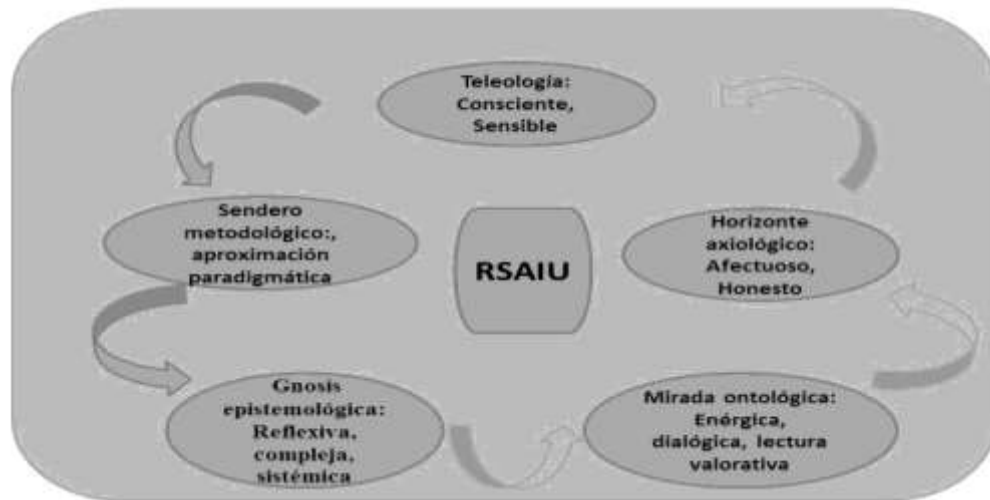 Teleología:
Consciente,
Sensible
Sendero
metodológico:,
aproximación
paradigmática
RSAIU
Horizonte
axiológico:
Afectuoso,
Honesto
Gnosis
epistemológica:
Reflexiva,
compleja,
sistémica
Mirada ontológica:
Enérgica,
dialógica, lectura
valorativa